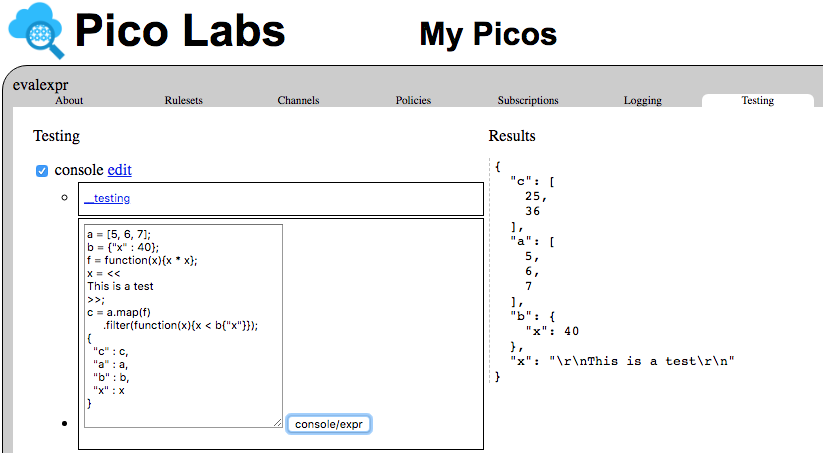 Pico Labs
My Picos
evalexpr
About Rulesets Channels Policies Subscriptions Logging Testing
Testing
console edit
__testing
a = [5, 6, 7];
b = {"x" : 40};
f = function(x){x * x};
x = <<
This is a test
>>;
c = a.map(f)
.filter(function(x){x < b{"x"}});
{
"c" : c,
"a" : a,
"b" : b,
"x" : x
}
console/expr
Results
{
"c": [
25,
36
],
"a": [
5,
6,
7
],
"b": {
"x": 40
},
"x": "\r\nThis is a test\r\n"
}